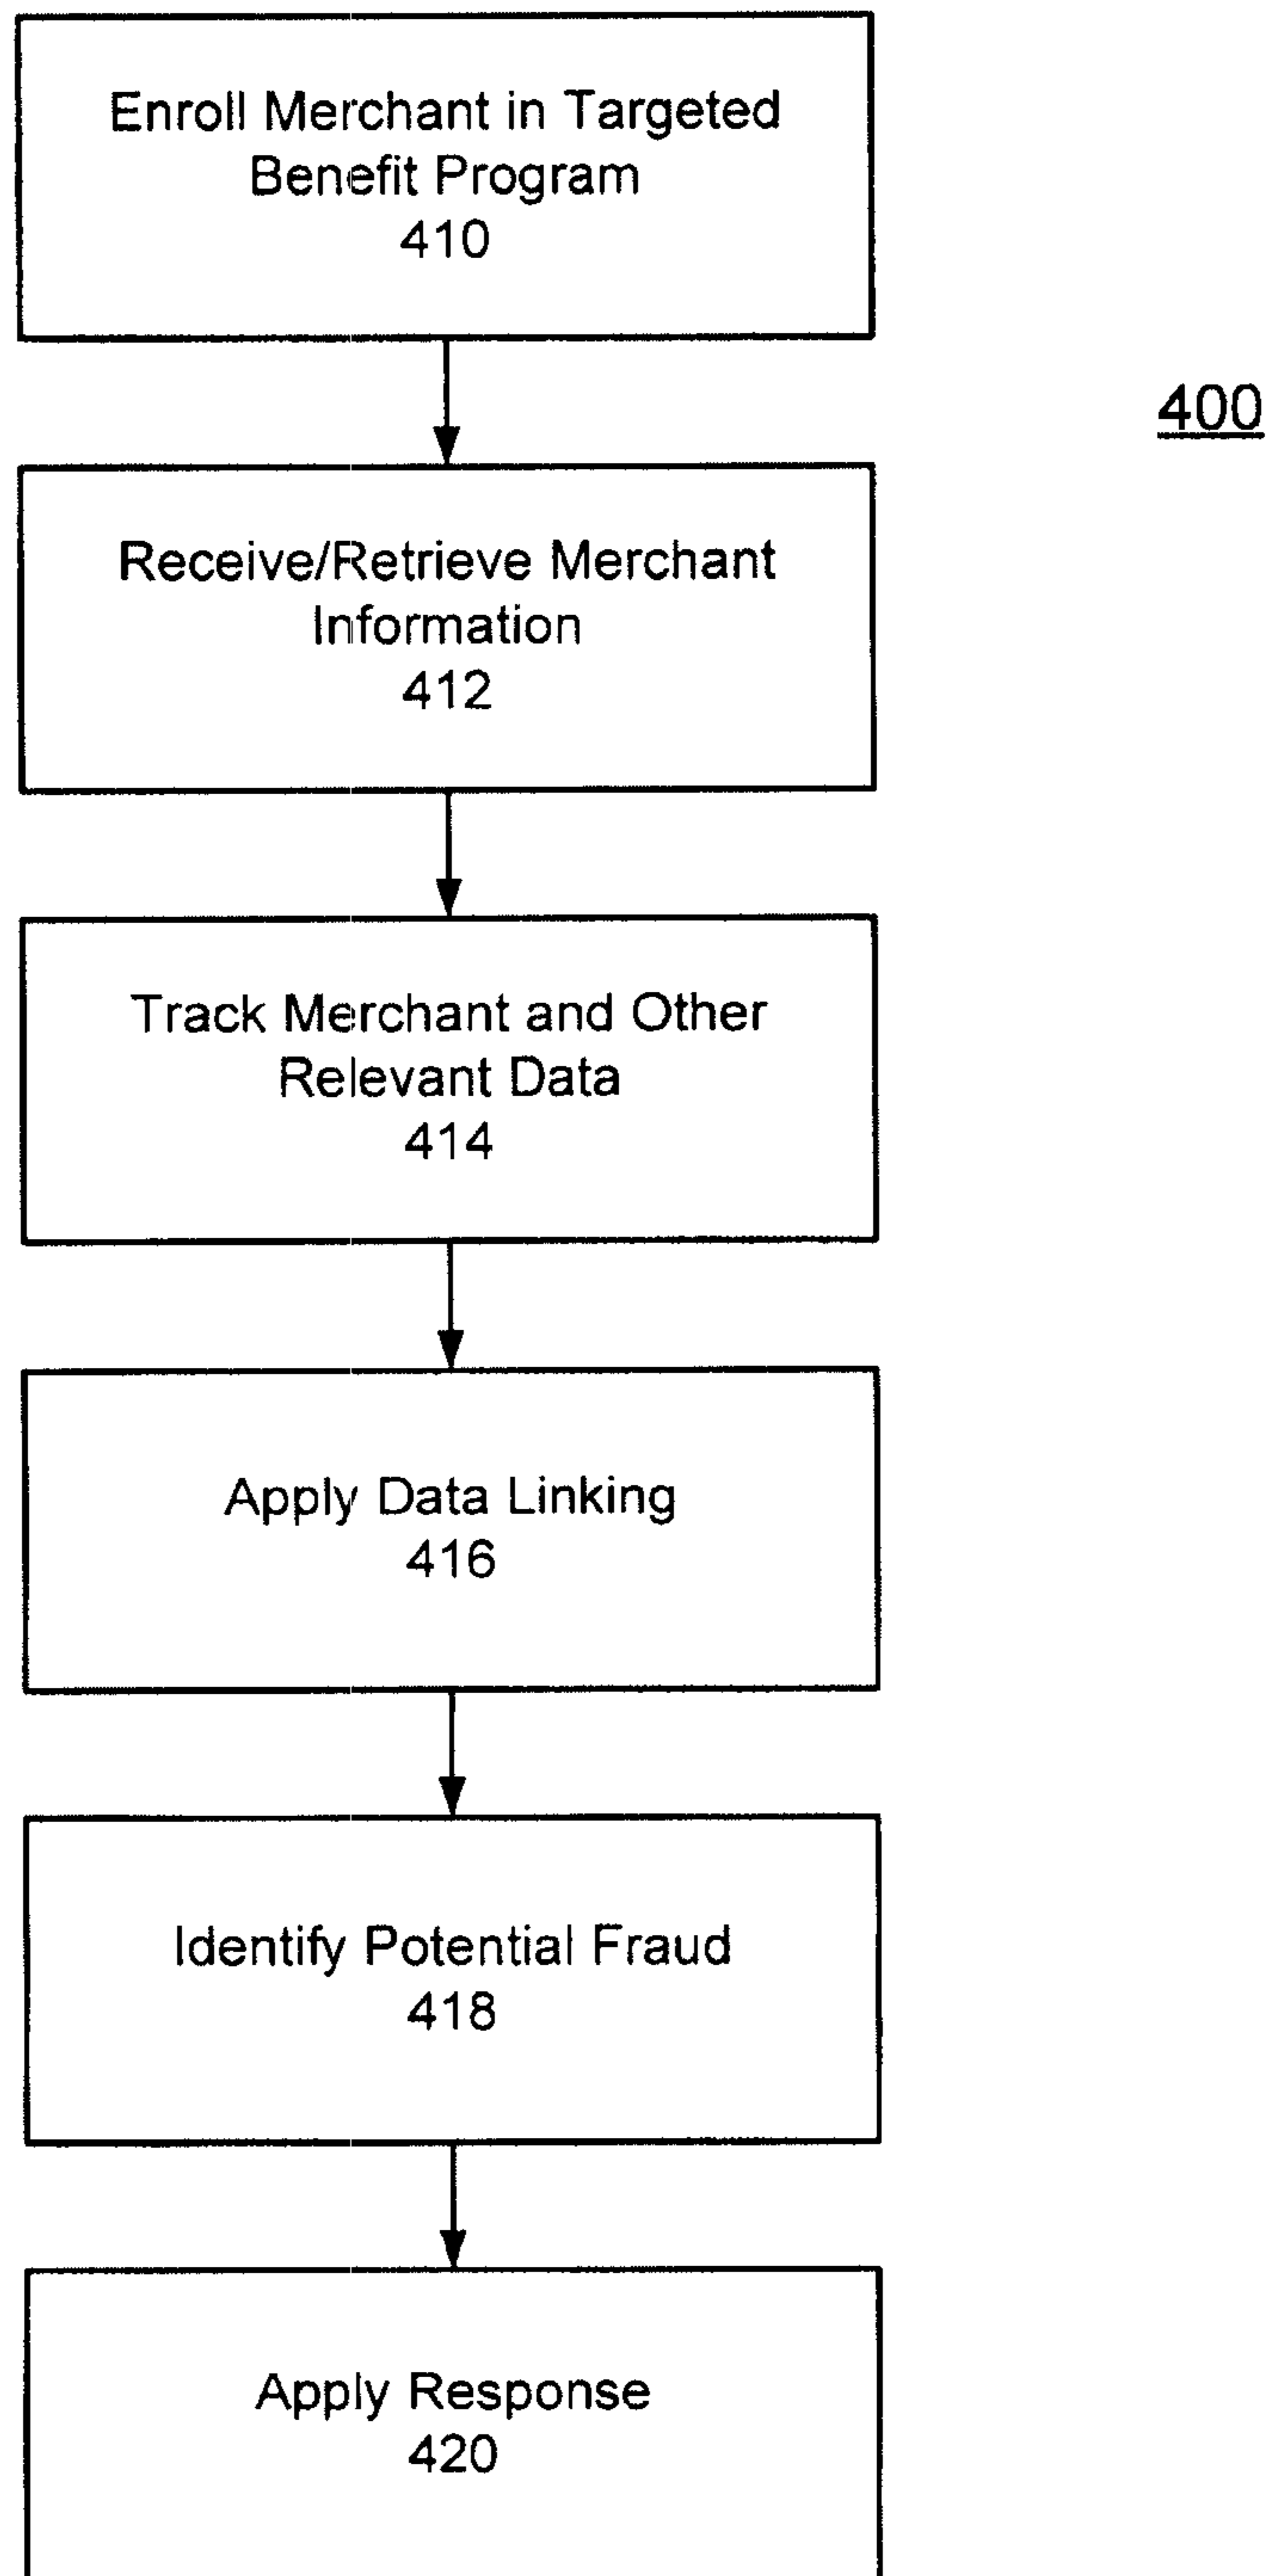 Enroll Merchant in Targeted
Benefit Program
410
400
Receive/Retrieve Merchant
Information
412
Track Merchant and Other
Relevant Data
414
Apply Data Linking
416
Identify Potential Fraud
418
Apply Response
420